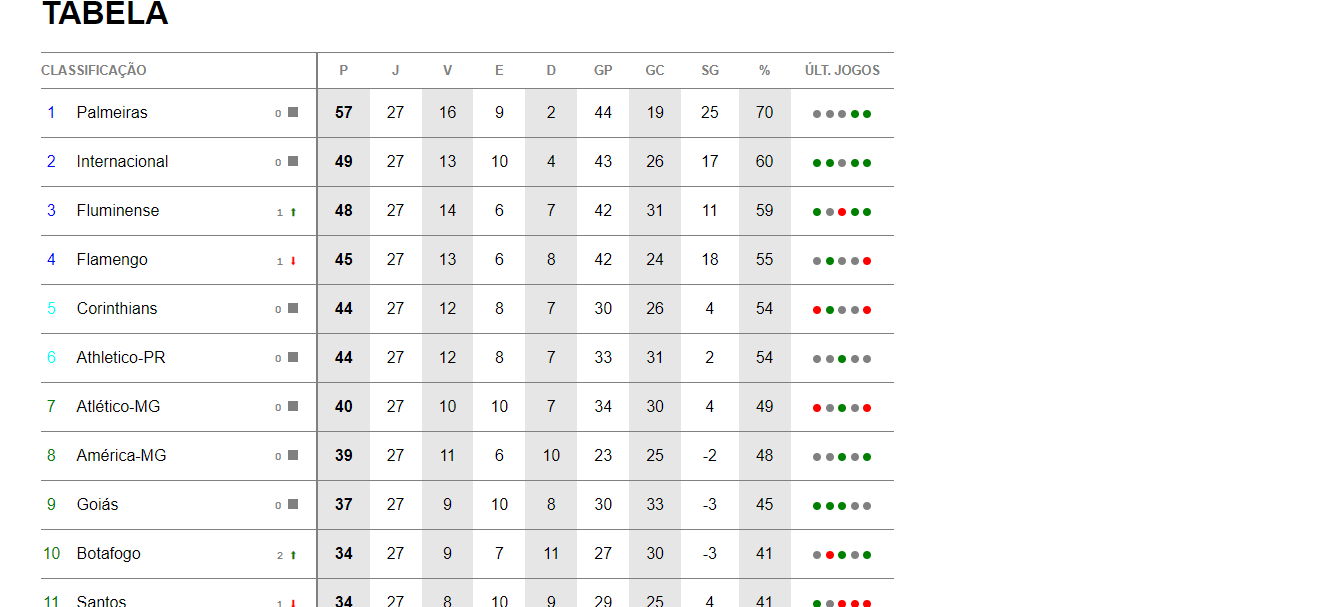 TABELA
CLASSIFICAÇÃO P J V E D GP GC SG % ÚLT. JOGOS
1 Palmeiras 0 57 27 16 9 2 44 19 25 70
2 Internacional 0 49 27 13 10 4 43 26 17 60
3 Fluminense 1 48 27 14 6 7 42 31 11 59
4 Flamengo 1 45 27 13 6 8 42 24 18 55
5 Corinthians 0 44 27 12 8 7 30 26 4 54
6 Athletico-PR 0 44 27 12 8 7 33 31 2 54
7 Atlético-MG 0 40 27 10 10 7 34 30 4 49
8 América-MG 0 39 27 11 6 10 23 25 -2 48
9 Goiás 0 37 27 9 10 8 30 33 -3 45
10 Botafogo 2 34 27 9 7 11 27 30 -3 41
11 Santos 1 34 27 8 10 9 29 25 4 41